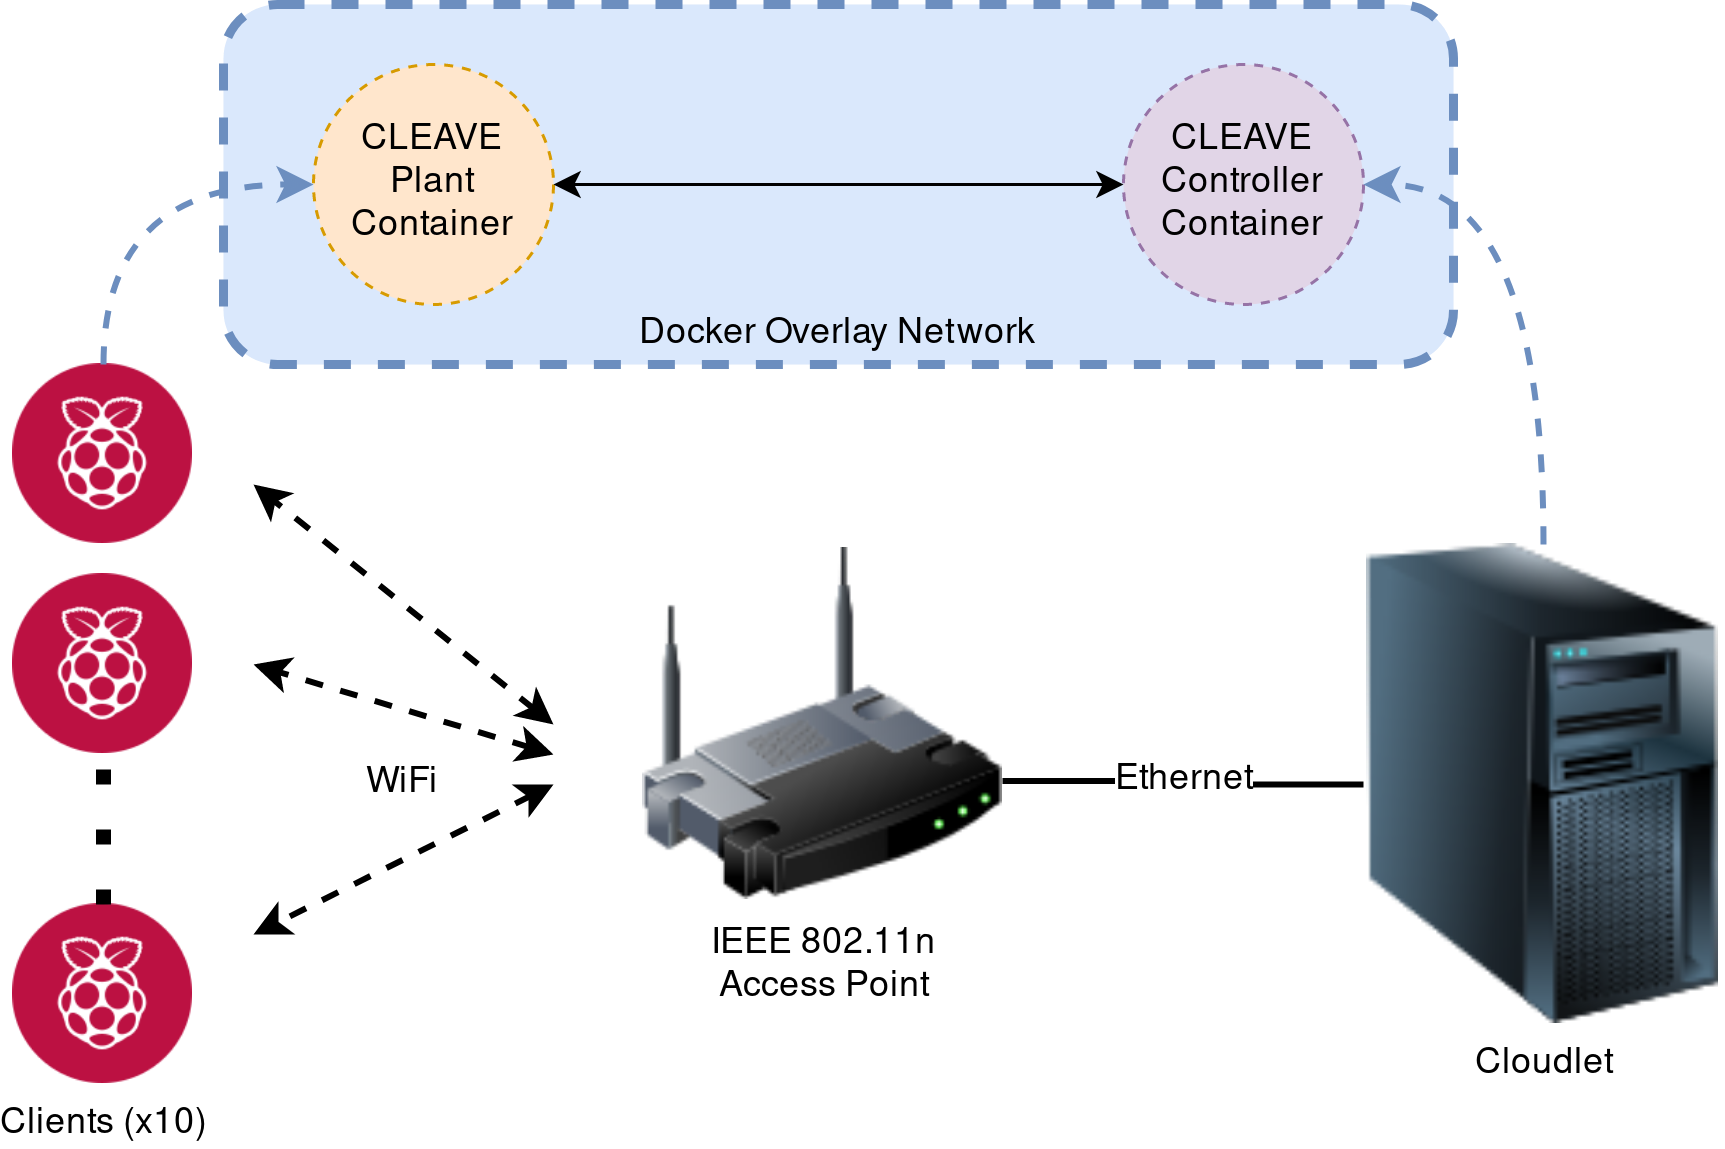 CLEAVE
Plant
Container
CLEAVE
Controller
Container
Docker Overlay Network
WiFi
Ethernet
IEEE 802.11n
Access Point
Cloudlet
Clients (x10)